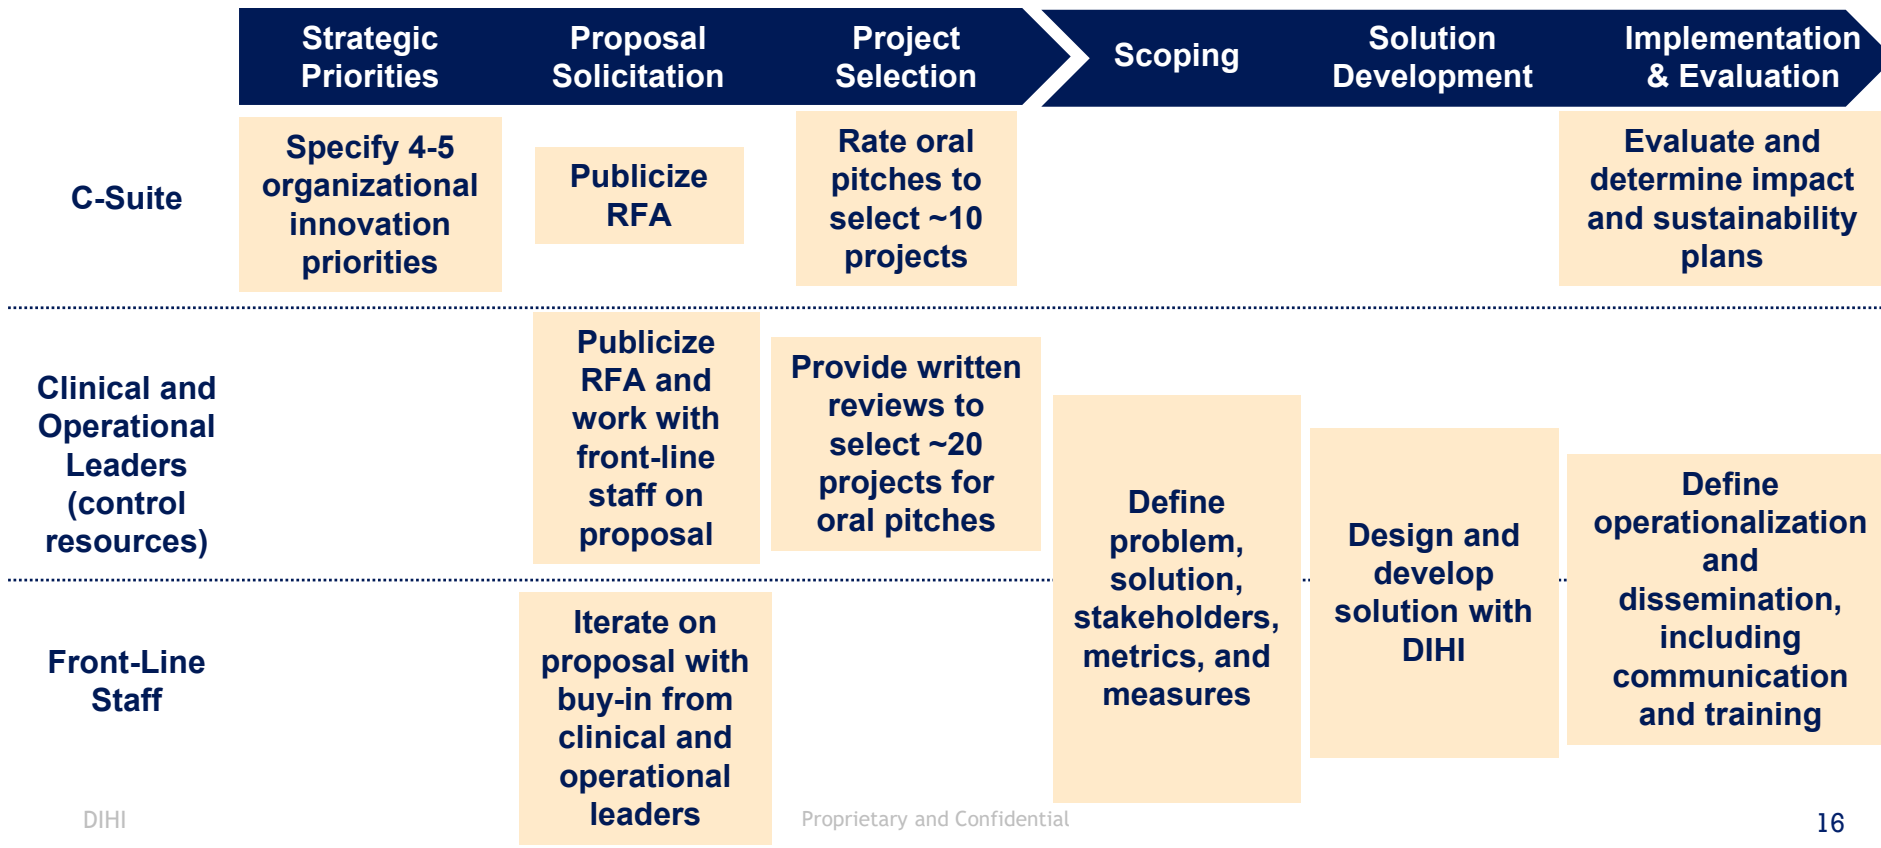 Strategic
Priorities
Proposal
Solicitation
Project
Selection
Scoping
Solution
Development
Implementation
& Evaluation
C-Suite
Specify 4-5
organizational
innovation
priorities
Publicize
RFA
Rate oral
pitches to
select ~10
projects
Evaluate and
determine impact
and sustainability
plans
Clinical and
Operational
Leaders
(control
resources)
Publicize
RFA and
work with
front-line
staff on
proposal
Provide written
reviews to
select ~20
projects for
oral pitches
Define
problem,
solution,
stakeholders,
metrics, and
measures
Design and
develop
solution with
DIHI
Define
operationalization
and
dissemination,
including
communication
and training
Front-Line
Staff
Iterate on
proposal with
buy-in from
clinical and
operational
leaders
DIHI
Proprietary and Confidential
16